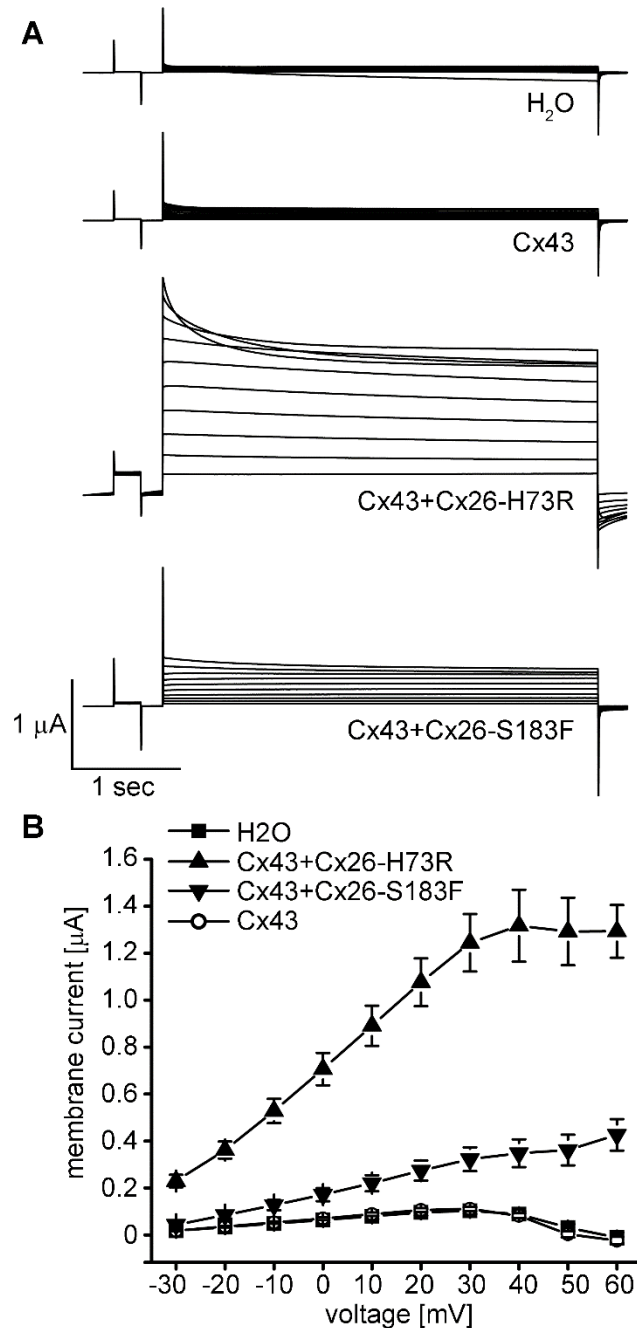 A
H₂O
Cx43
Cx43+Cx26-H73R
1 µA
Cx43+Cx26-S183F
1 sec
B
H2O
Cx43+Cx26-H73R
Cx43+Cx26-S183F
Cx43
membrane current [µA]
1.6
1.4
1.2
1.0
0.8
0.6
0.4
0.2
0
-30 -20 -10 0 10 20 30 40 50 60
voltage [mV]